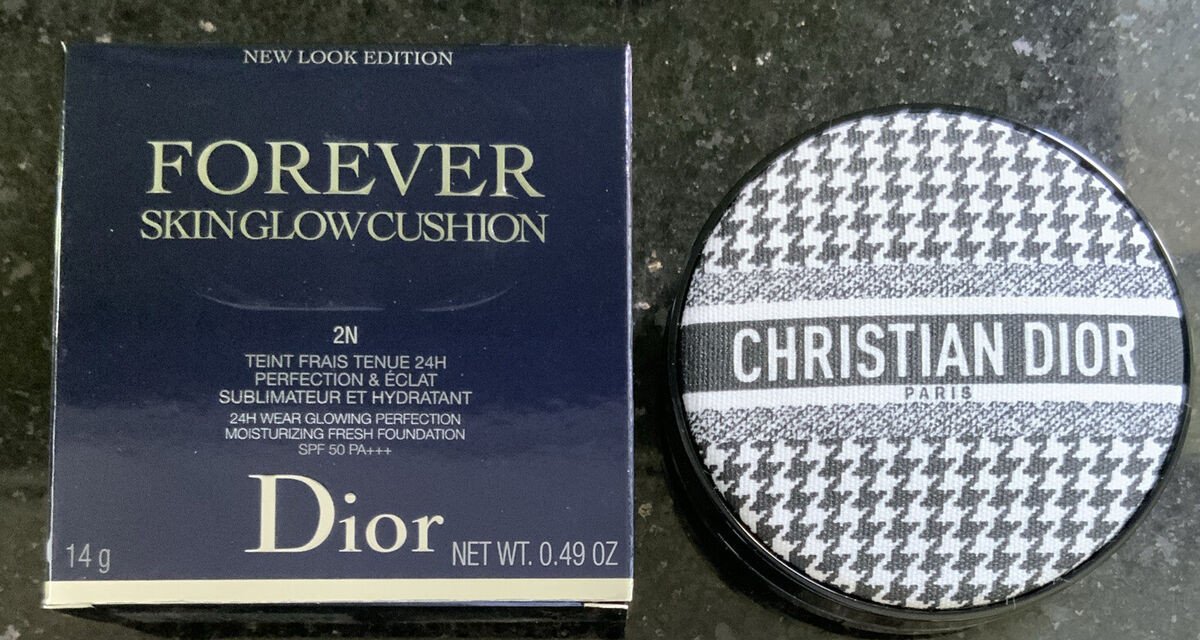 NEW LOOK EDITION
FOREVER
SKIN GLOW CUSHION
2N
TEINT FRAIS TENUE 24H
PERFECTION & ÉCLAT
SUBLIMATEUR ET HYDRATANT
24H WEAR GLOWING PERFECTION
MOISTURIZING FRESH FOUNDATION
SPF 50 PA+++
Dior
14 g
NET WT. 0.49 OZ
CHRISTIAN DIOR
PARIS